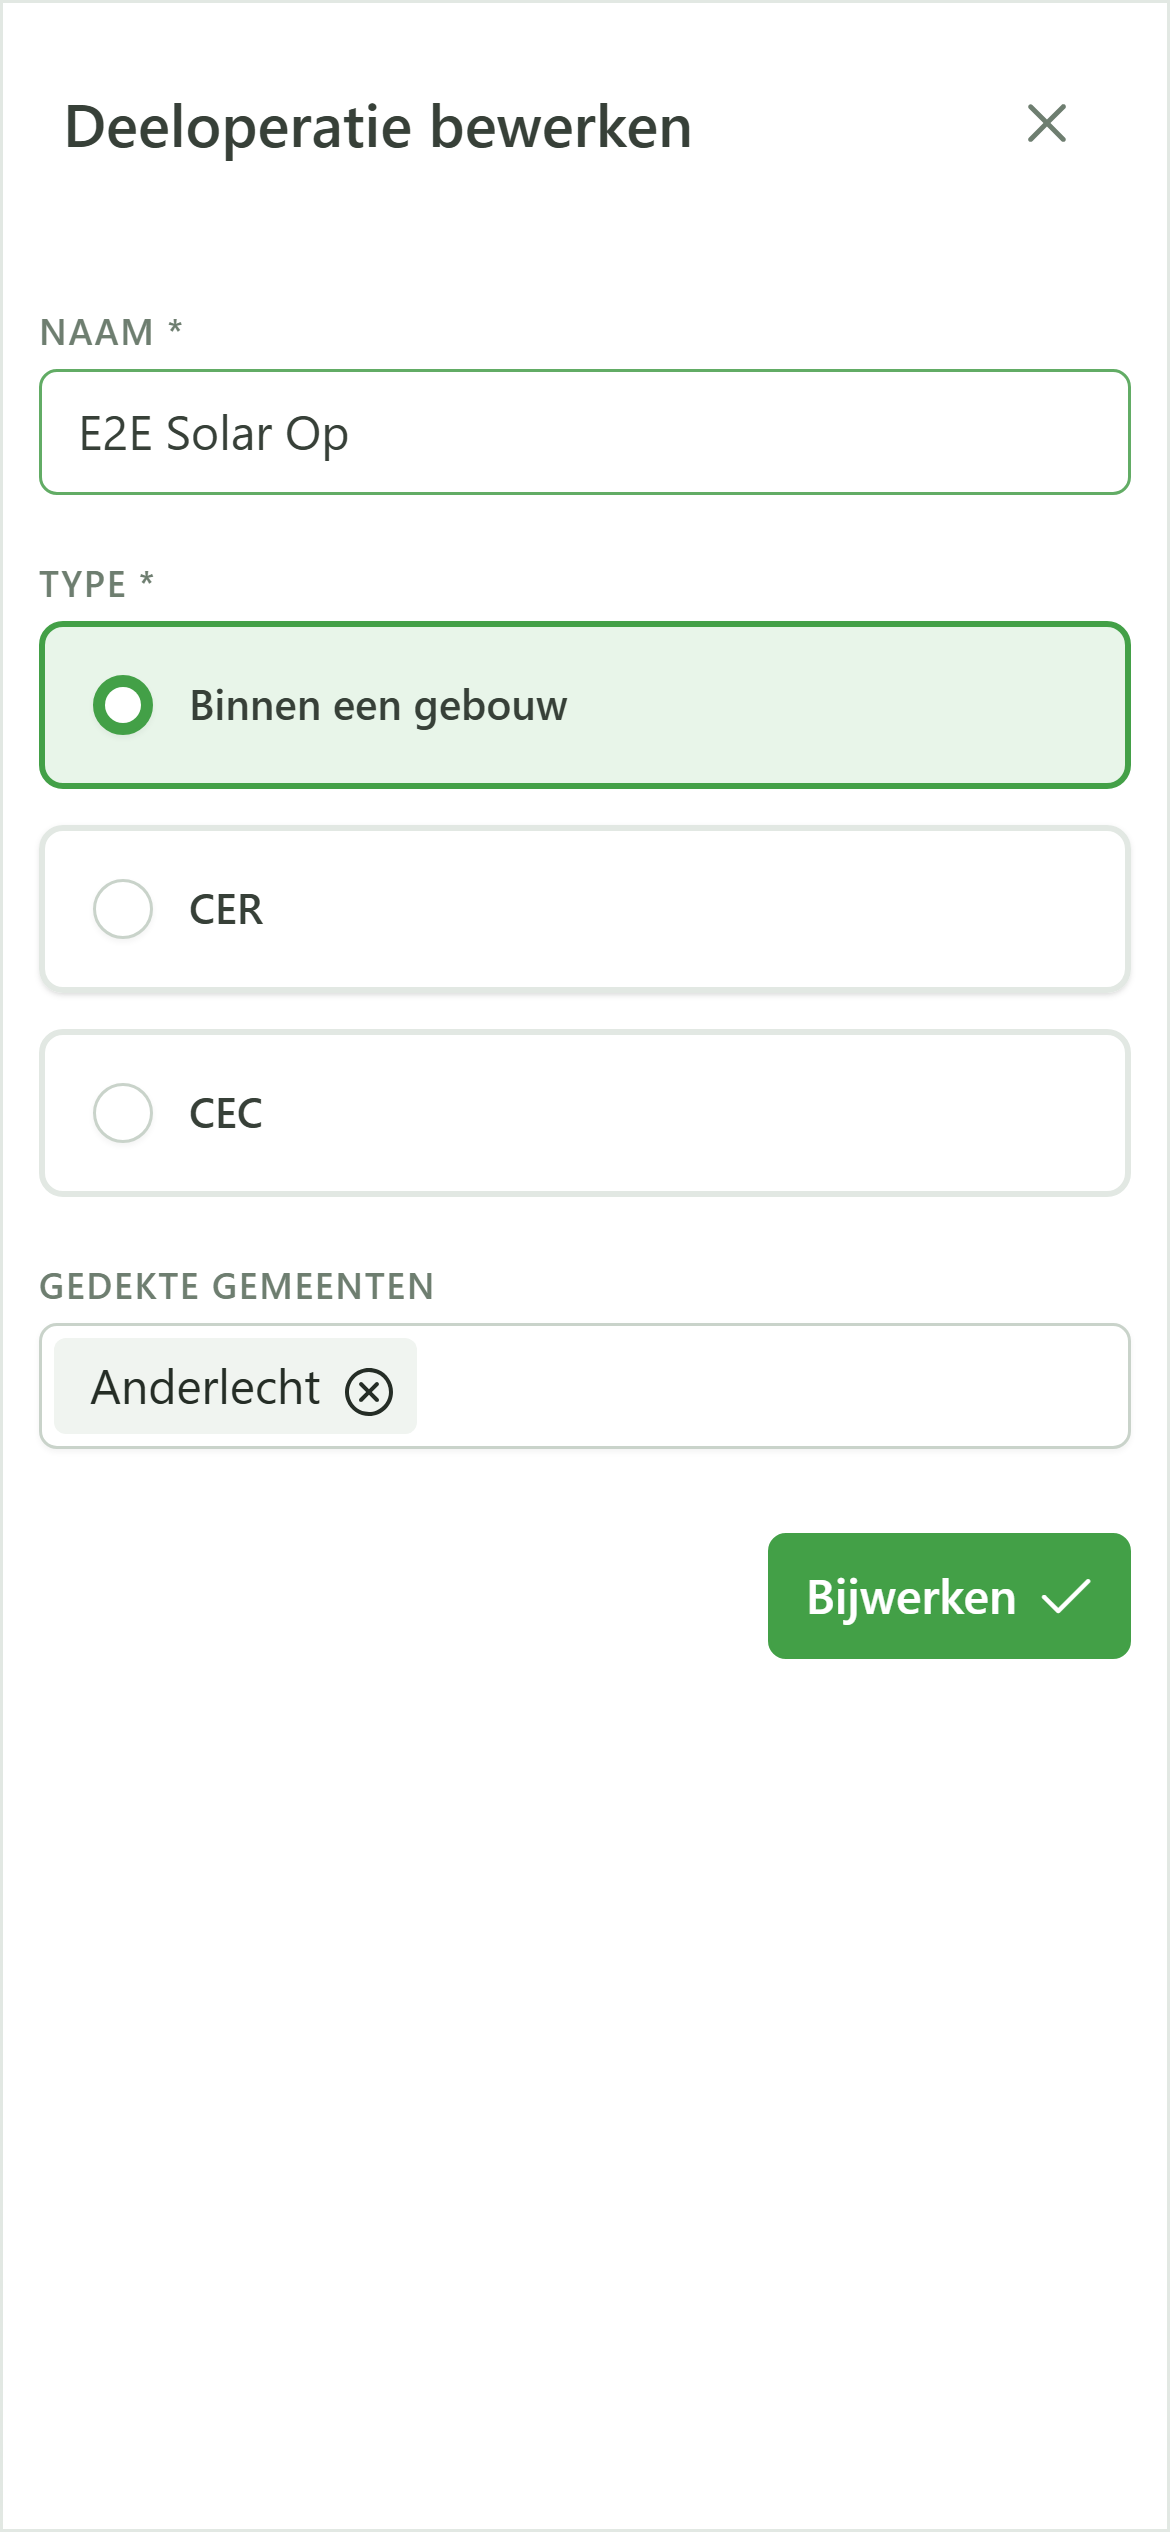 Deeloperatie bewerken
NAAM *
E2E Solar Op
TYPE *
Binnen een gebouw
CER
CEC
GEDEKTE GEMEENTEN
Anderlecht
Bijwerken